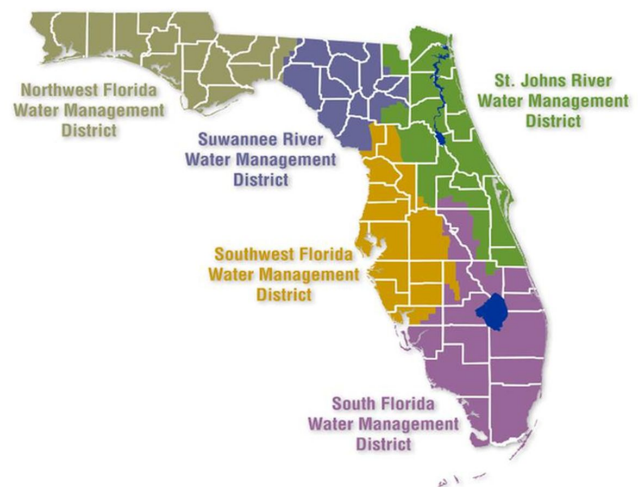 Northwest Florida
Water Management
District
St. Johns River
Water Management
District
Suwannee River
Water Management
District
Southwest Florida
Water Management
District
South Florida
Water Management
District